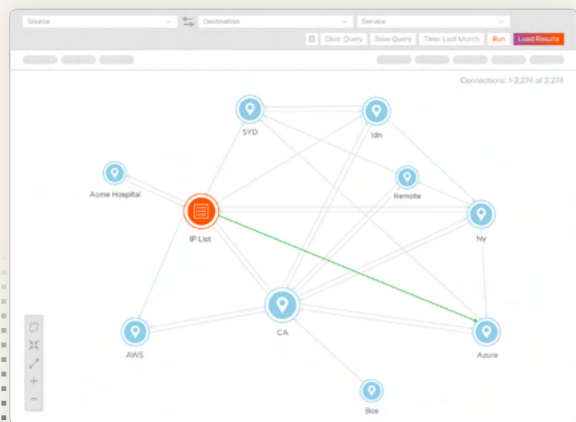 Source Destination Service
Clear Query Save Query Time: Last Month Run Load Results
Connections: 1-2,274 of 2,274
SYD
Idn
Acme Hospital
Remote
IP List
Ny
CA
AWS
Azure
Bos